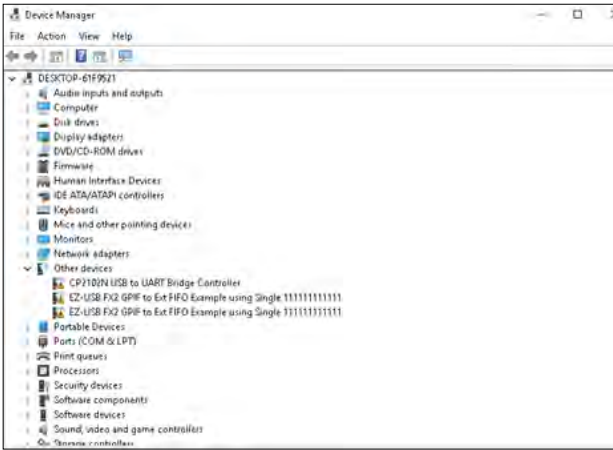 Device Manager
File Action View Help
DESKTOP-61F9521
Audio inputs and outputs
Computer
Disk drives
Display adapters
DVD/CD-ROM drives
Firmware
Human Interface Devices
IDE ATA/ATAPI controllers
Keyboards
Mice and other pointing devices
Monitors
Network adapters
Other devices
CP2102N USB to UART Bridge Controller
EZ-USB FX2 GPIF to Ext FIFO Example using Single 111111111111
EZ-USB FX2 GPIF to Ext FIFO Example using Single 111111111111
Portable Devices
Ports (COM & LPT)
Print queues
Processors
Security devices
Software components
Software devices
Sound, video and game controllers
Storage controllers